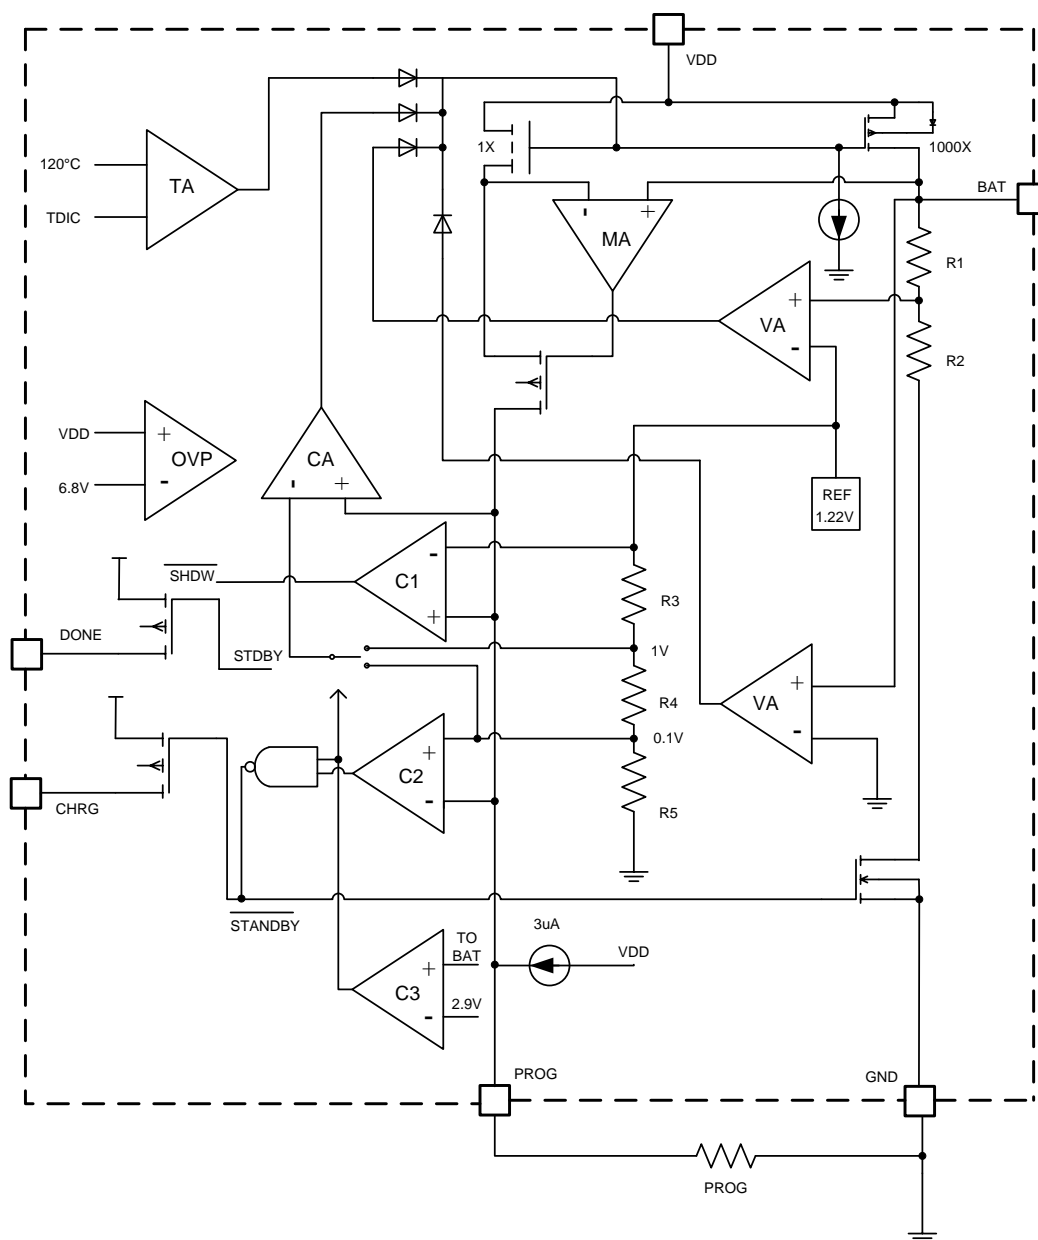 VDD
120°C
TDIC
TA
1X
1000X
BAT
- +
MA
R1
+
VA
-
R2
VDD
6.8V
+
OVP
-
CA
- +
REF
1.22V
SHDW
-
C1
+
R3
DONE
STDBY
1V
R4
+
VA
-
0.1V
+
C2
-
R5
CHRG
STANDBY
3uA
VDD
TO
BAT
+
C3
2.9V
-
PROG
GND
PROG